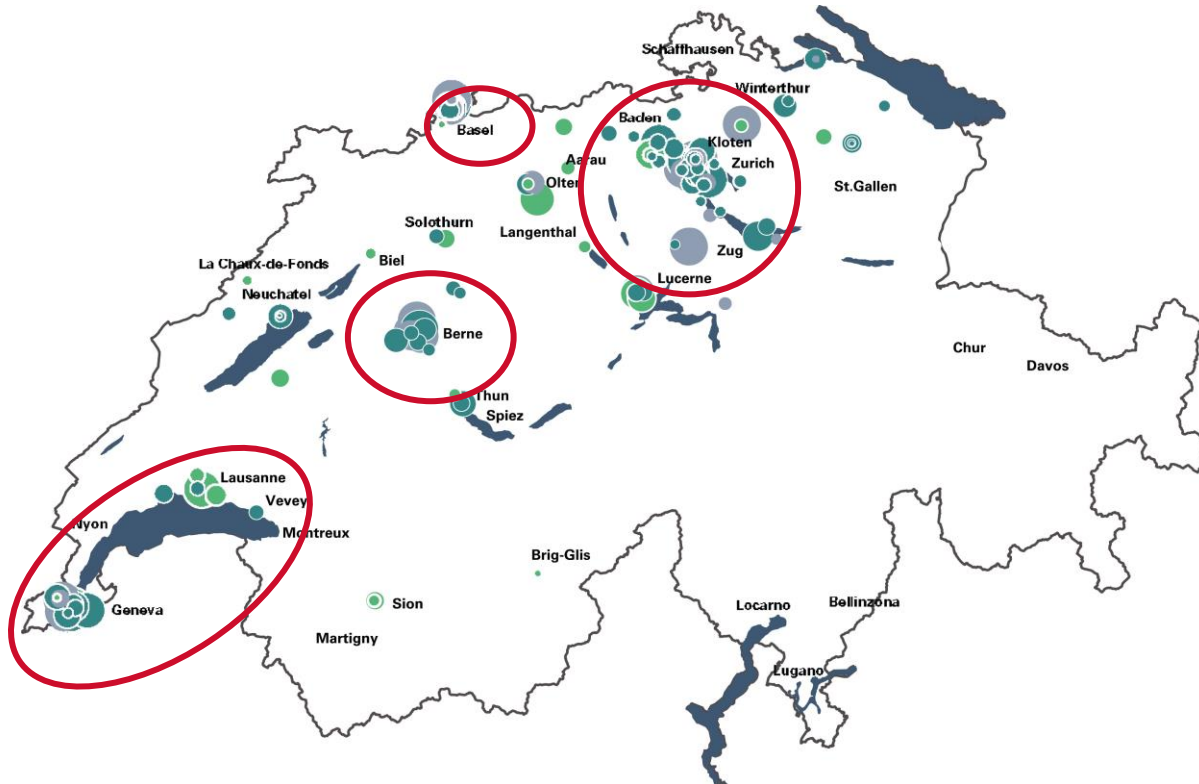 Schaffhausen
Winterthur
Baden
Basel
Kloten
Aarau
Zurich
Olten
St.Gallen
Solothurn
Langenthal
Zug
Biel
La Chaux-de-Fonds
Lucerne
Neuchatel
Berne
Chur
Davos
Thun
Spiez
Lausanne
Vevey
Nyon
Montreux
Brig-Glis
Geneva
Sion
Locarno
Bellinzona
Martigny
Lugano